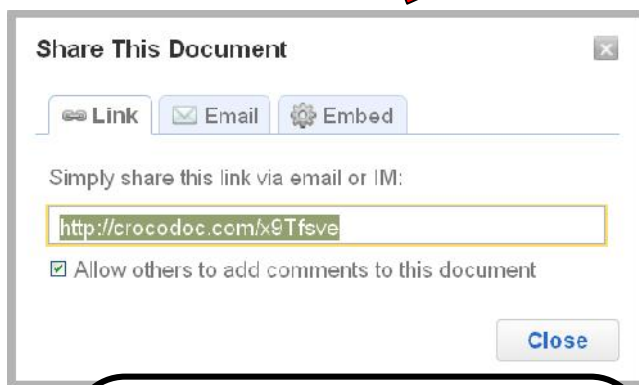 Share This Document
Link Email Embed
Simply share this link via email or IM:
http://crocodoc.com/x9Tfsve
Allow others to add comments to this document
Close